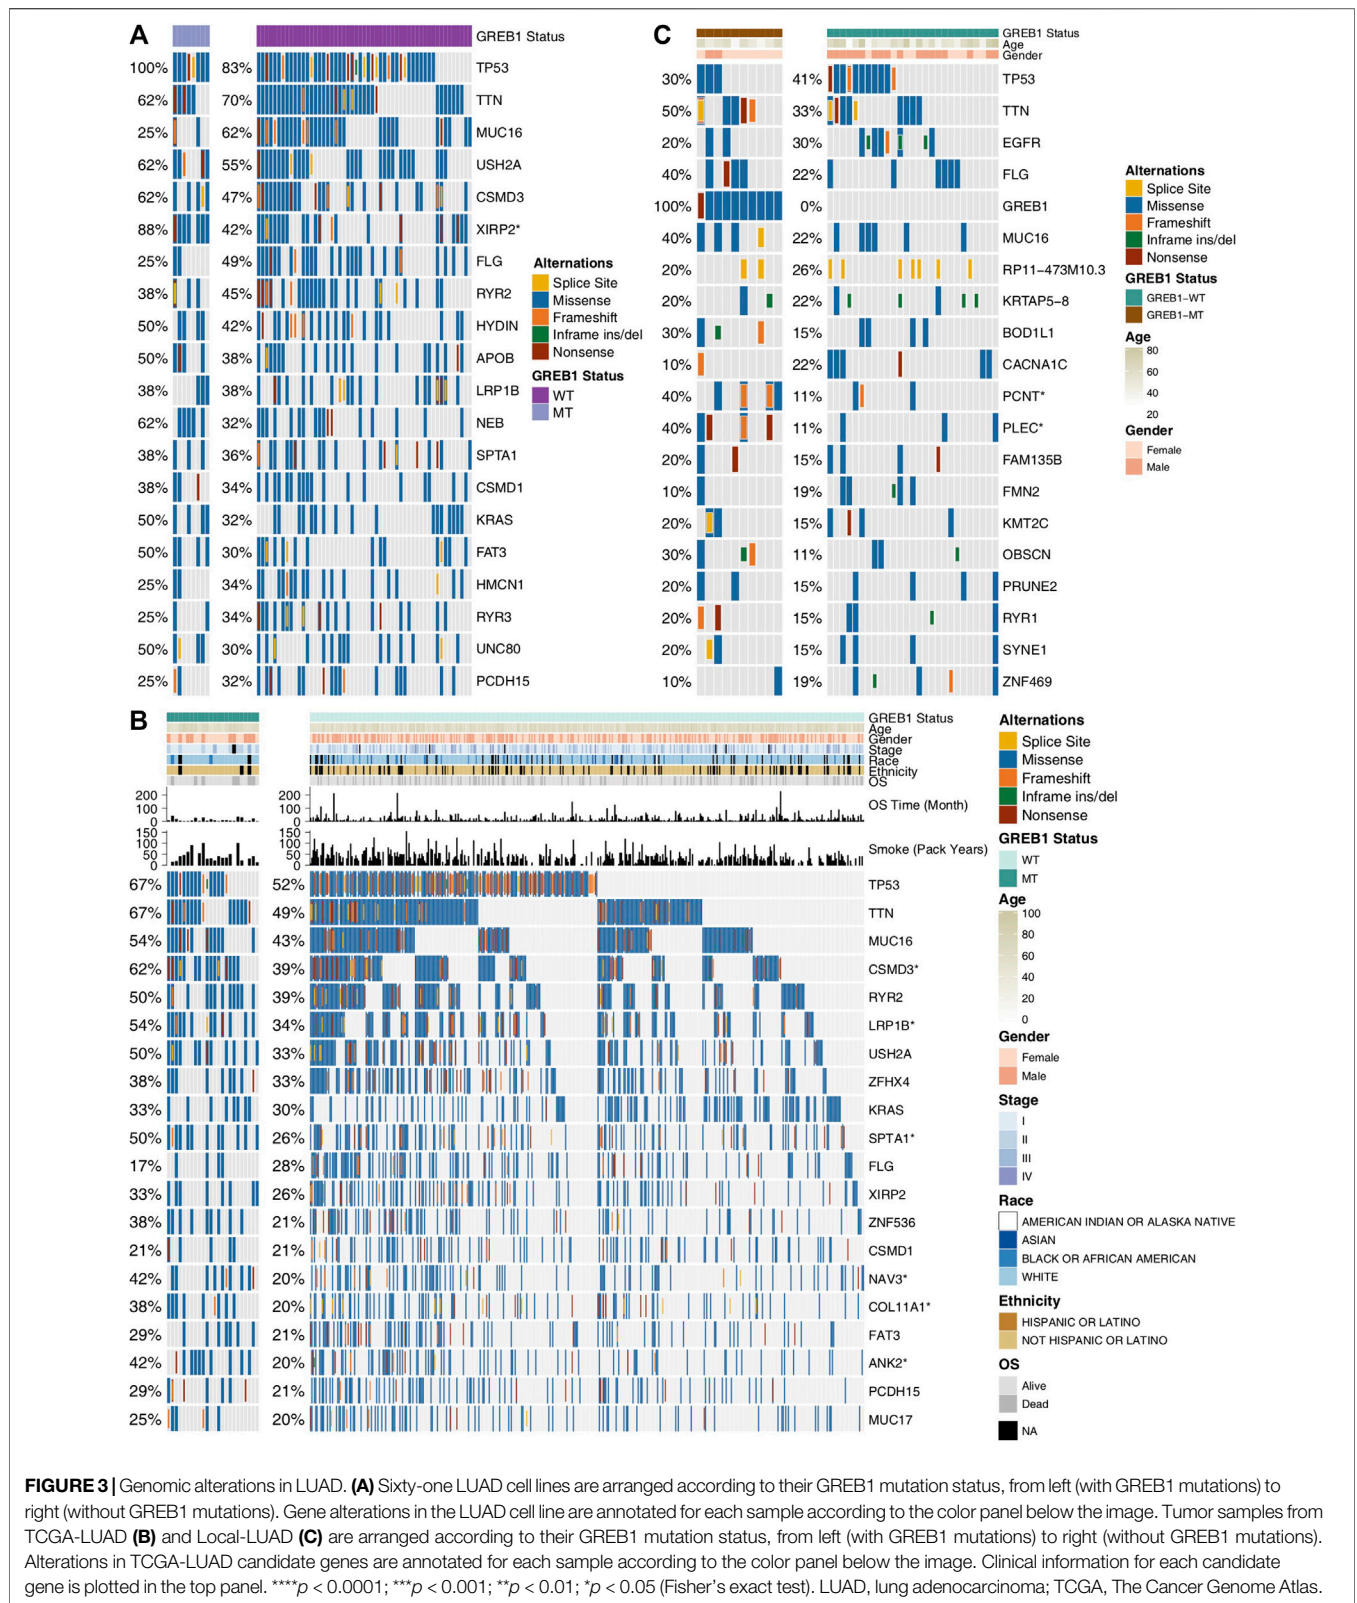 A
GREB1 Status
100% 83% TP53
62% 70% TTN
25% 62% MUC16
62% 55% USH2A
62% 47% CSMD3
88% 42% XIRP2*
25% 49% FLG
38% 45% RYR2
50% 42% HYDIN
50% 38% APOB
38% 38% LRP1B
62% 32% NEB
38% 36% SPTA1
38% 34% CSMD1
50% 32% KRAS
50% 30% FAT3
25% 34% HMCN1
25% 34% RYR3
50% 30% UNC80
25% 32% PCDH15
Alternations
Splice Site
Missense
Frameshift
Inframe ins/del
Nonsense
GREB1 Status
WT
MT
C
GREB1 Status
Age
Gender
30% 41% TP53
50% 33% TTN
20% 30% EGFR
40% 22% FLG
100% 0% GREB1
40% 22% MUC16
20% 26% RP11−473M10.3
20% 22% KRTAP5−8
30% 15% BOD1L1
10% 22% CACNA1C
40% 11% PCNT*
40% 11% PLEC*
20% 15% FAM135B
10% 19% FMN2
20% 15% KMT2C
30% 11% OBSCN
20% 15% PRUNE2
20% 15% RYR1
20% 15% SYNE1
10% 19% ZNF469
Alternations
Splice Site
Missense
Frameshift
Inframe ins/del
Nonsense
GREB1 Status
GREB1−WT
GREB1−MT
Age
80
60
40
20
Gender
Female
Male
B
GREB1 Status
Age
Gender
Stage
Race
Ethnicity
OS
200 200
100 100
0 0
OS Time (Month)
150 150
100 100
50 50
0 0
Smoke (Pack Years)
67% 52% TP53
67% 49% TTN
54% 43% MUC16
62% 39% CSMD3*
50% 39% RYR2
54% 34% LRP1B*
50% 33% USH2A
38% 33% ZFHX4
33% 30% KRAS
50% 26% SPTA1*
17% 28% FLG
33% 26% XIRP2
38% 21% ZNF536
21% 21% CSMD1
42% 20% NAV3*
38% 20% COL11A1*
29% 21% FAT3
42% 20% ANK2*
29% 21% PCDH15
25% 20% MUC17
Alternations
Splice Site
Missense
Frameshift
Inframe ins/del
Nonsense
GREB1 Status
WT
MT
Age
100
80
60
40
20
0
Gender
Female
Male
Stage
I
II
III
IV
Race
AMERICAN INDIAN OR ALASKA NATIVE
ASIAN
BLACK OR AFRICAN AMERICAN
WHITE
Ethnicity
HISPANIC OR LATINO
NOT HISPANIC OR LATINO
OS
Alive
Dead
NA
FIGURE 3 | Genomic alterations in LUAD. (A) Sixty-one LUAD cell lines are arranged according to their GREB1 mutation status, from left (with GREB1 mutations) to
right (without GREB1 mutations). Gene alterations in the LUAD cell line are annotated for each sample according to the color panel below the image. Tumor samples from
TCGA-LUAD (B) and Local-LUAD (C) are arranged according to their GREB1 mutation status, from left (with GREB1 mutations) to right (without GREB1 mutations).
Alterations in TCGA-LUAD candidate genes are annotated for each sample according to the color panel below the image. Clinical information for each candidate
gene is plotted in the top panel. ****p < 0.0001; ***p < 0.001; **p < 0.01; *p < 0.05 (Fisher's exact test). LUAD, lung adenocarcinoma; TCGA, The Cancer Genome Atlas.